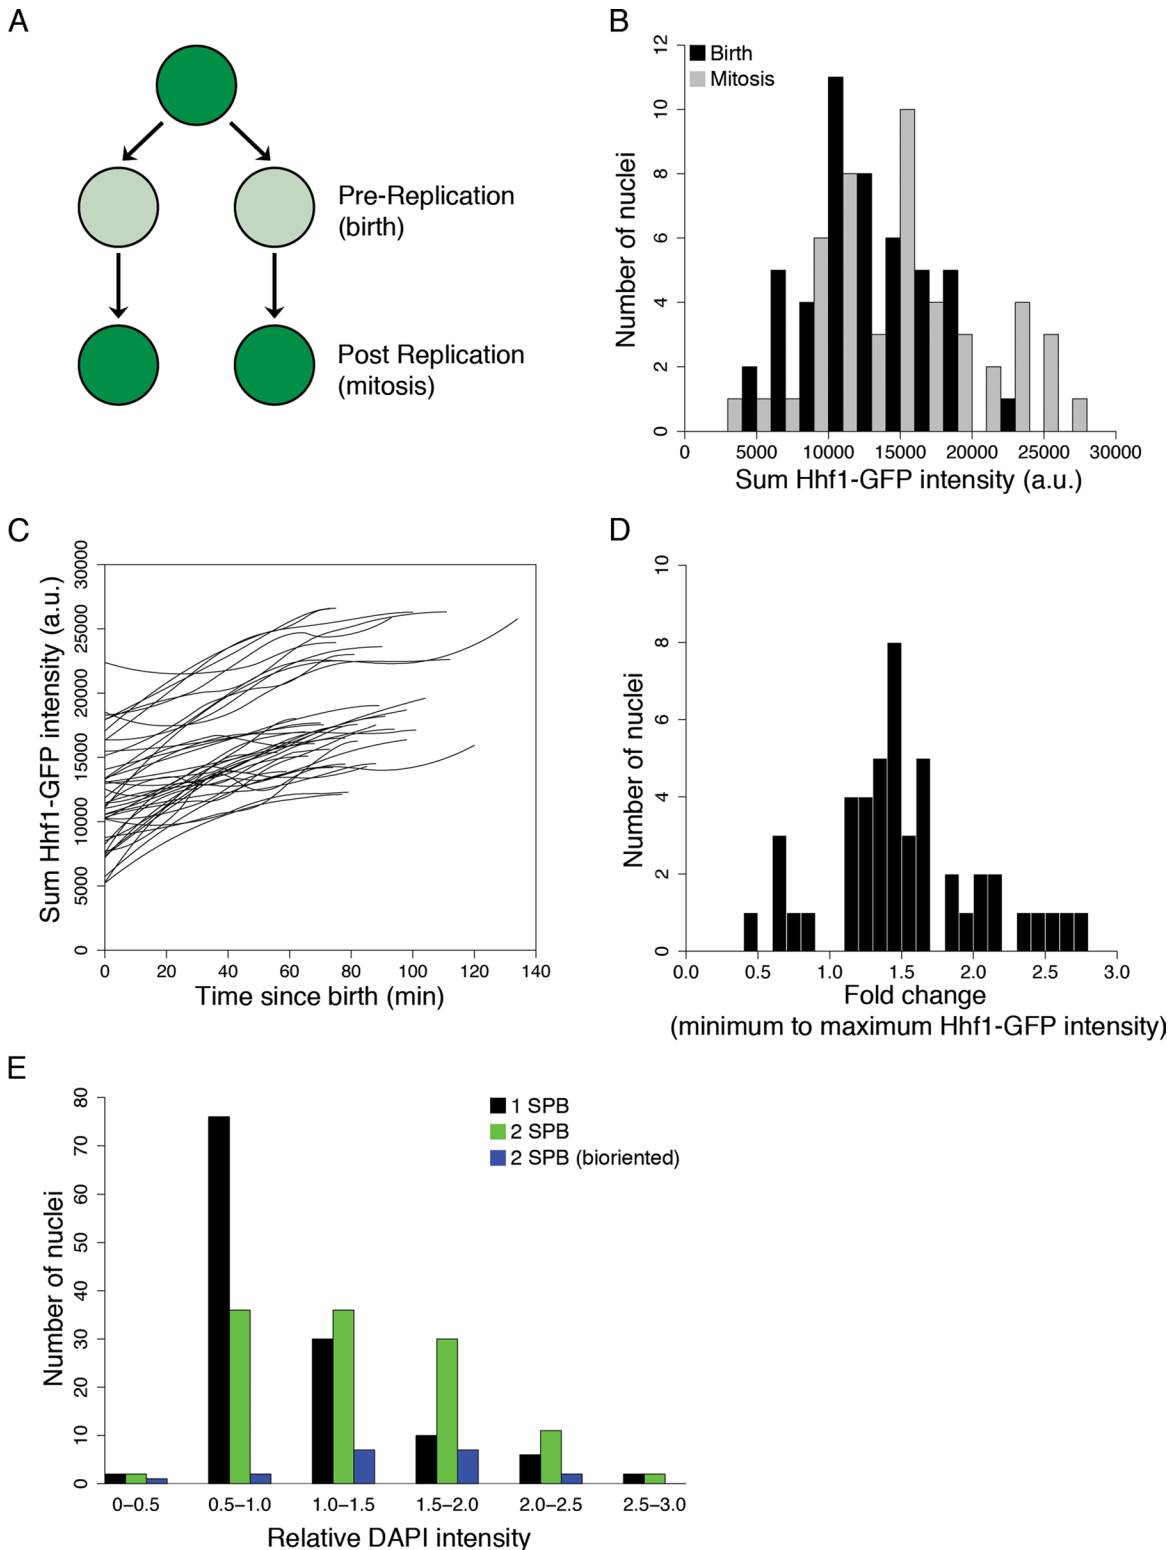 A
Pre-Replication
(birth)
Post Replication
(mitosis)
B
Birth
Mitosis
Number of nuclei
0
2
4
6
8
10
12
0
5000
10000
15000
20000
25000
30000
Sum Hhf1-GFP intensity (a.u.)
C
Sum Hhf1-GFP intensity (a.u.)
0
5000
10000
15000
20000
25000
30000
0
20
40
60
80
100
120
140
Time since birth (min)
D
Number of nuclei
0
2
4
6
8
10
0.0
0.5
1.0
1.5
2.0
2.5
3.0
Fold change
(minimum to maximum Hhf1-GFP intensity)
E
1 SPB
2 SPB
2 SPB (bioriented)
Number of nuclei
0
10
20
30
40
50
60
70
80
0–0.5
0.5–1.0
1.0–1.5
1.5–2.0
2.0–2.5
2.5–3.0
Relative DAPI intensity